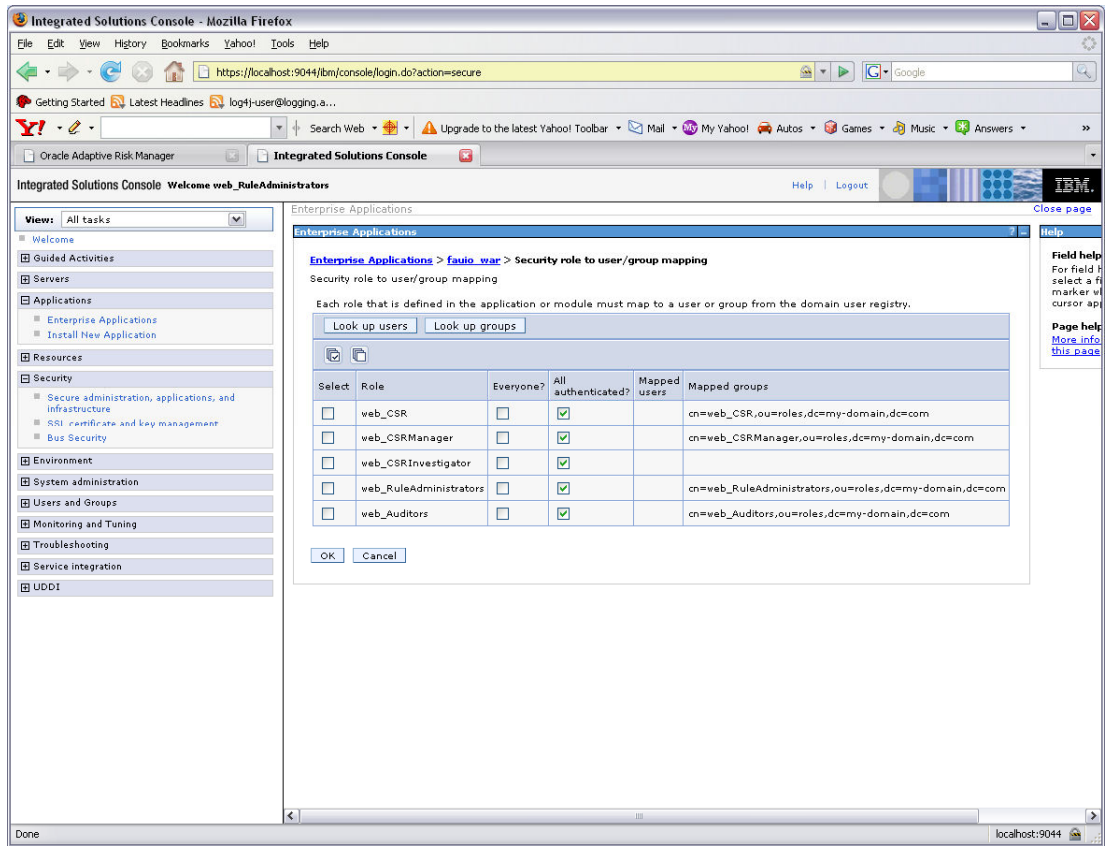 Integrated Solutions Console - Mozilla Firefox
File Edit View History Bookmarks Yahoo! Tools Help
https://localhost:9044/ibm/console/login.do?action=secure
G Google
Getting Started Latest Headlines log4j-user@logging.a...
Y! Search Web Upgrade to the latest Yahoo! Toolbar Mail My My Yahoo! Autos Games Music Answers »
Oracle Adaptive Risk Manager Integrated Solutions Console
Integrated Solutions Console Welcome web_RuleAdministrators Help | Logout IBM.
View: All tasks
Welcome
Guided Activities
Servers
Applications
Enterprise Applications
Install New Application
Resources
Security
Secure administration, applications, and
infrastructure
SSL certificate and key management
Bus Security
Environment
System administration
Users and Groups
Monitoring and Tuning
Troubleshooting
Service integration
UDDI
Enterprise Applications Close page
Enterprise Applications ? -
Enterprise Applications > fauio_war > Security role to user/group mapping
Security role to user/group mapping
Each role that is defined in the application or module must map to a user or group from the domain user registry.
Look up users Look up groups
Select Role Everyone? All authenticated? Mapped users Mapped groups
web_CSR cn=web_CSR,ou=roles,dc=my-domain,dc=com
web_CSRManager cn=web_CSRManager,ou=roles,dc=my-domain,dc=com
web_CSRInvestigator
web_RuleAdministrators cn=web_RuleAdministrators,ou=roles,dc=my-domain,dc=com
web_Auditors cn=web_Auditors,ou=roles,dc=my-domain,dc=com
OK Cancel
Help
Field help
For field
select a
marker
cursor
Page help
More info
this page
Done localhost:9044